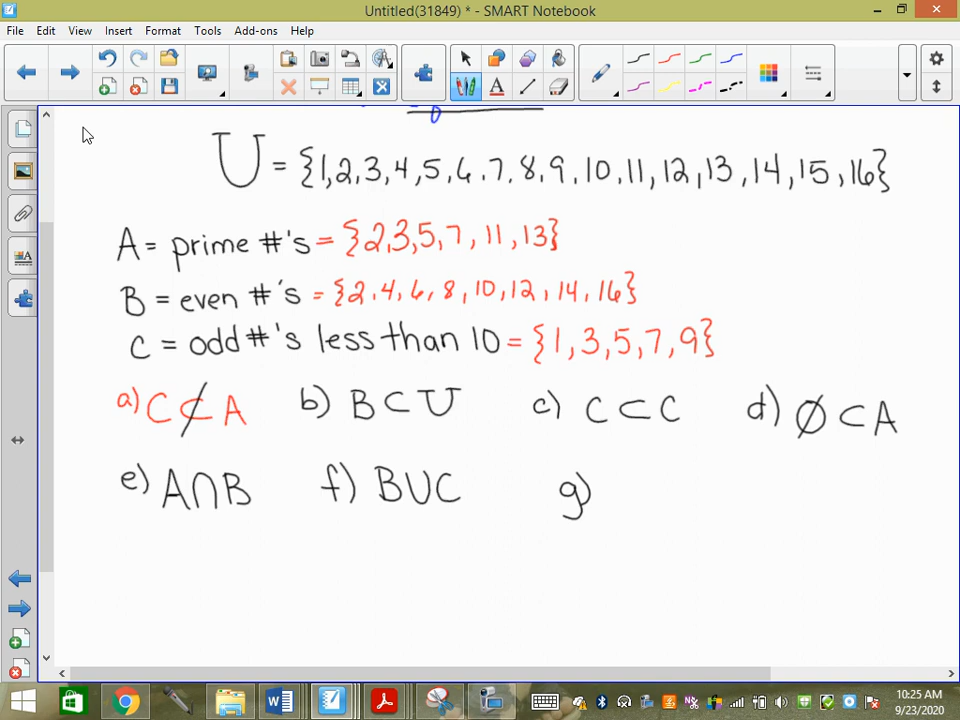 Untitled(31849) * - SMART Notebook
File Edit View Insert Format Tools Add-ons Help
U = {1,2,3,4,5,6,7,8,9,10,11,12,13,14,15,16}
A = prime #'s = {2,3,5,7,11,13}
B = even #'s = {2,4,6,8,10,12,14,16}
C = odd #'s less than 10 = {1,3,5,7,9}
a) C ⊄ A b) B ⊂ U c) C ⊂ C d) ∅ ⊂ A
e) A∩B f) B∪C g)
10:25 AM
9/23/2020